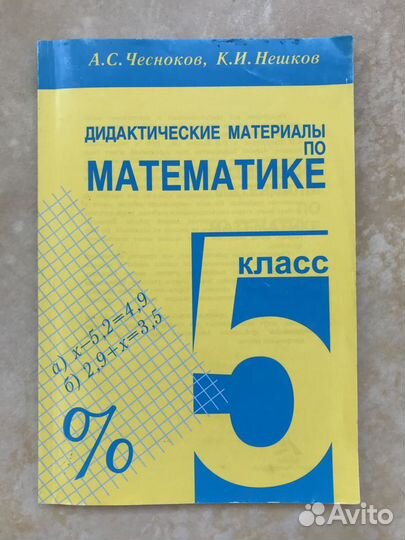 А.С. Чесноков, К.И. Нешков
ДИДАКТИЧЕСКИЕ МАТЕРИАЛЫ
ПО
МАТЕМАТИКЕ
5
класс
а) x−5,2=4,9
б) 2,9+x=3,5
%
Avito